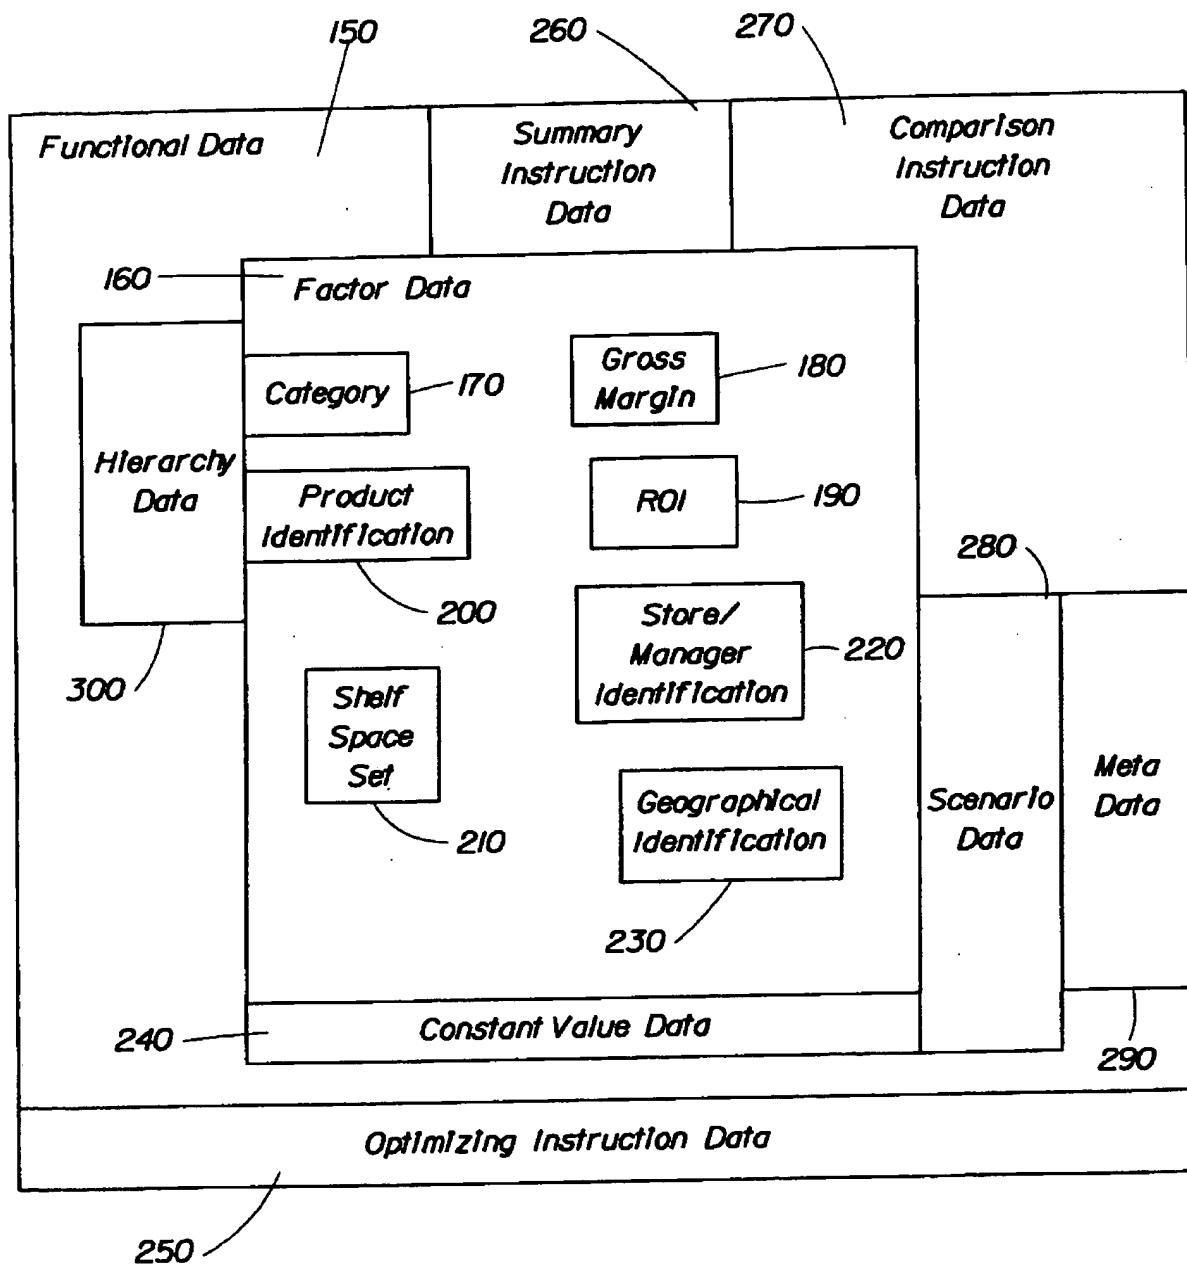 150
260
270
Functional Data
Summary
Instruction
Data
Comparison
Instruction
Data
160
Factor Data
Hierarchy
Data
Category
170
Gross
Margin
180
Product
Identification
200
ROI
190
280
300
Store/
Manager
Identification
220
Shelf
Space
Set
210
Geographical
Identification
230
Scenario
Data
Meta
Data
240
Constant Value Data
290
Optimizing Instruction Data
250